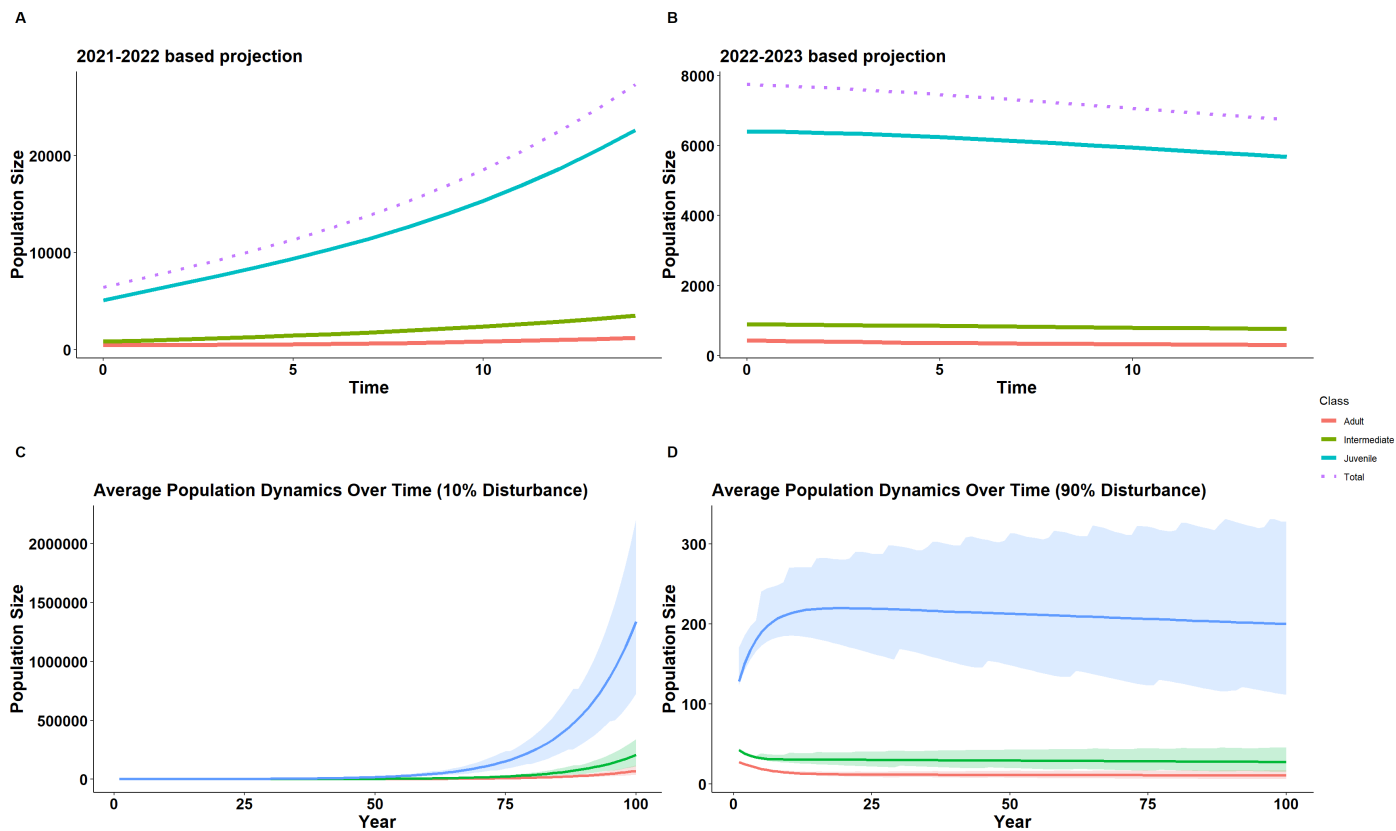 A
B
2021-2022 based projection
2022-2023 based projection
Population Size
20000
10000
0
0
5
10
Time
Population Size
8000
6000
4000
2000
0
0
5
10
Time
Class
Adult
Intermediate
Juvenile
Total
C
D
Average Population Dynamics Over Time (10% Disturbance)
Average Population Dynamics Over Time (90% Disturbance)
Population Size
2000000
1500000
1000000
500000
0
0
25
50
75
100
Year
Population Size
300
200
100
0
0
25
50
75
100
Year